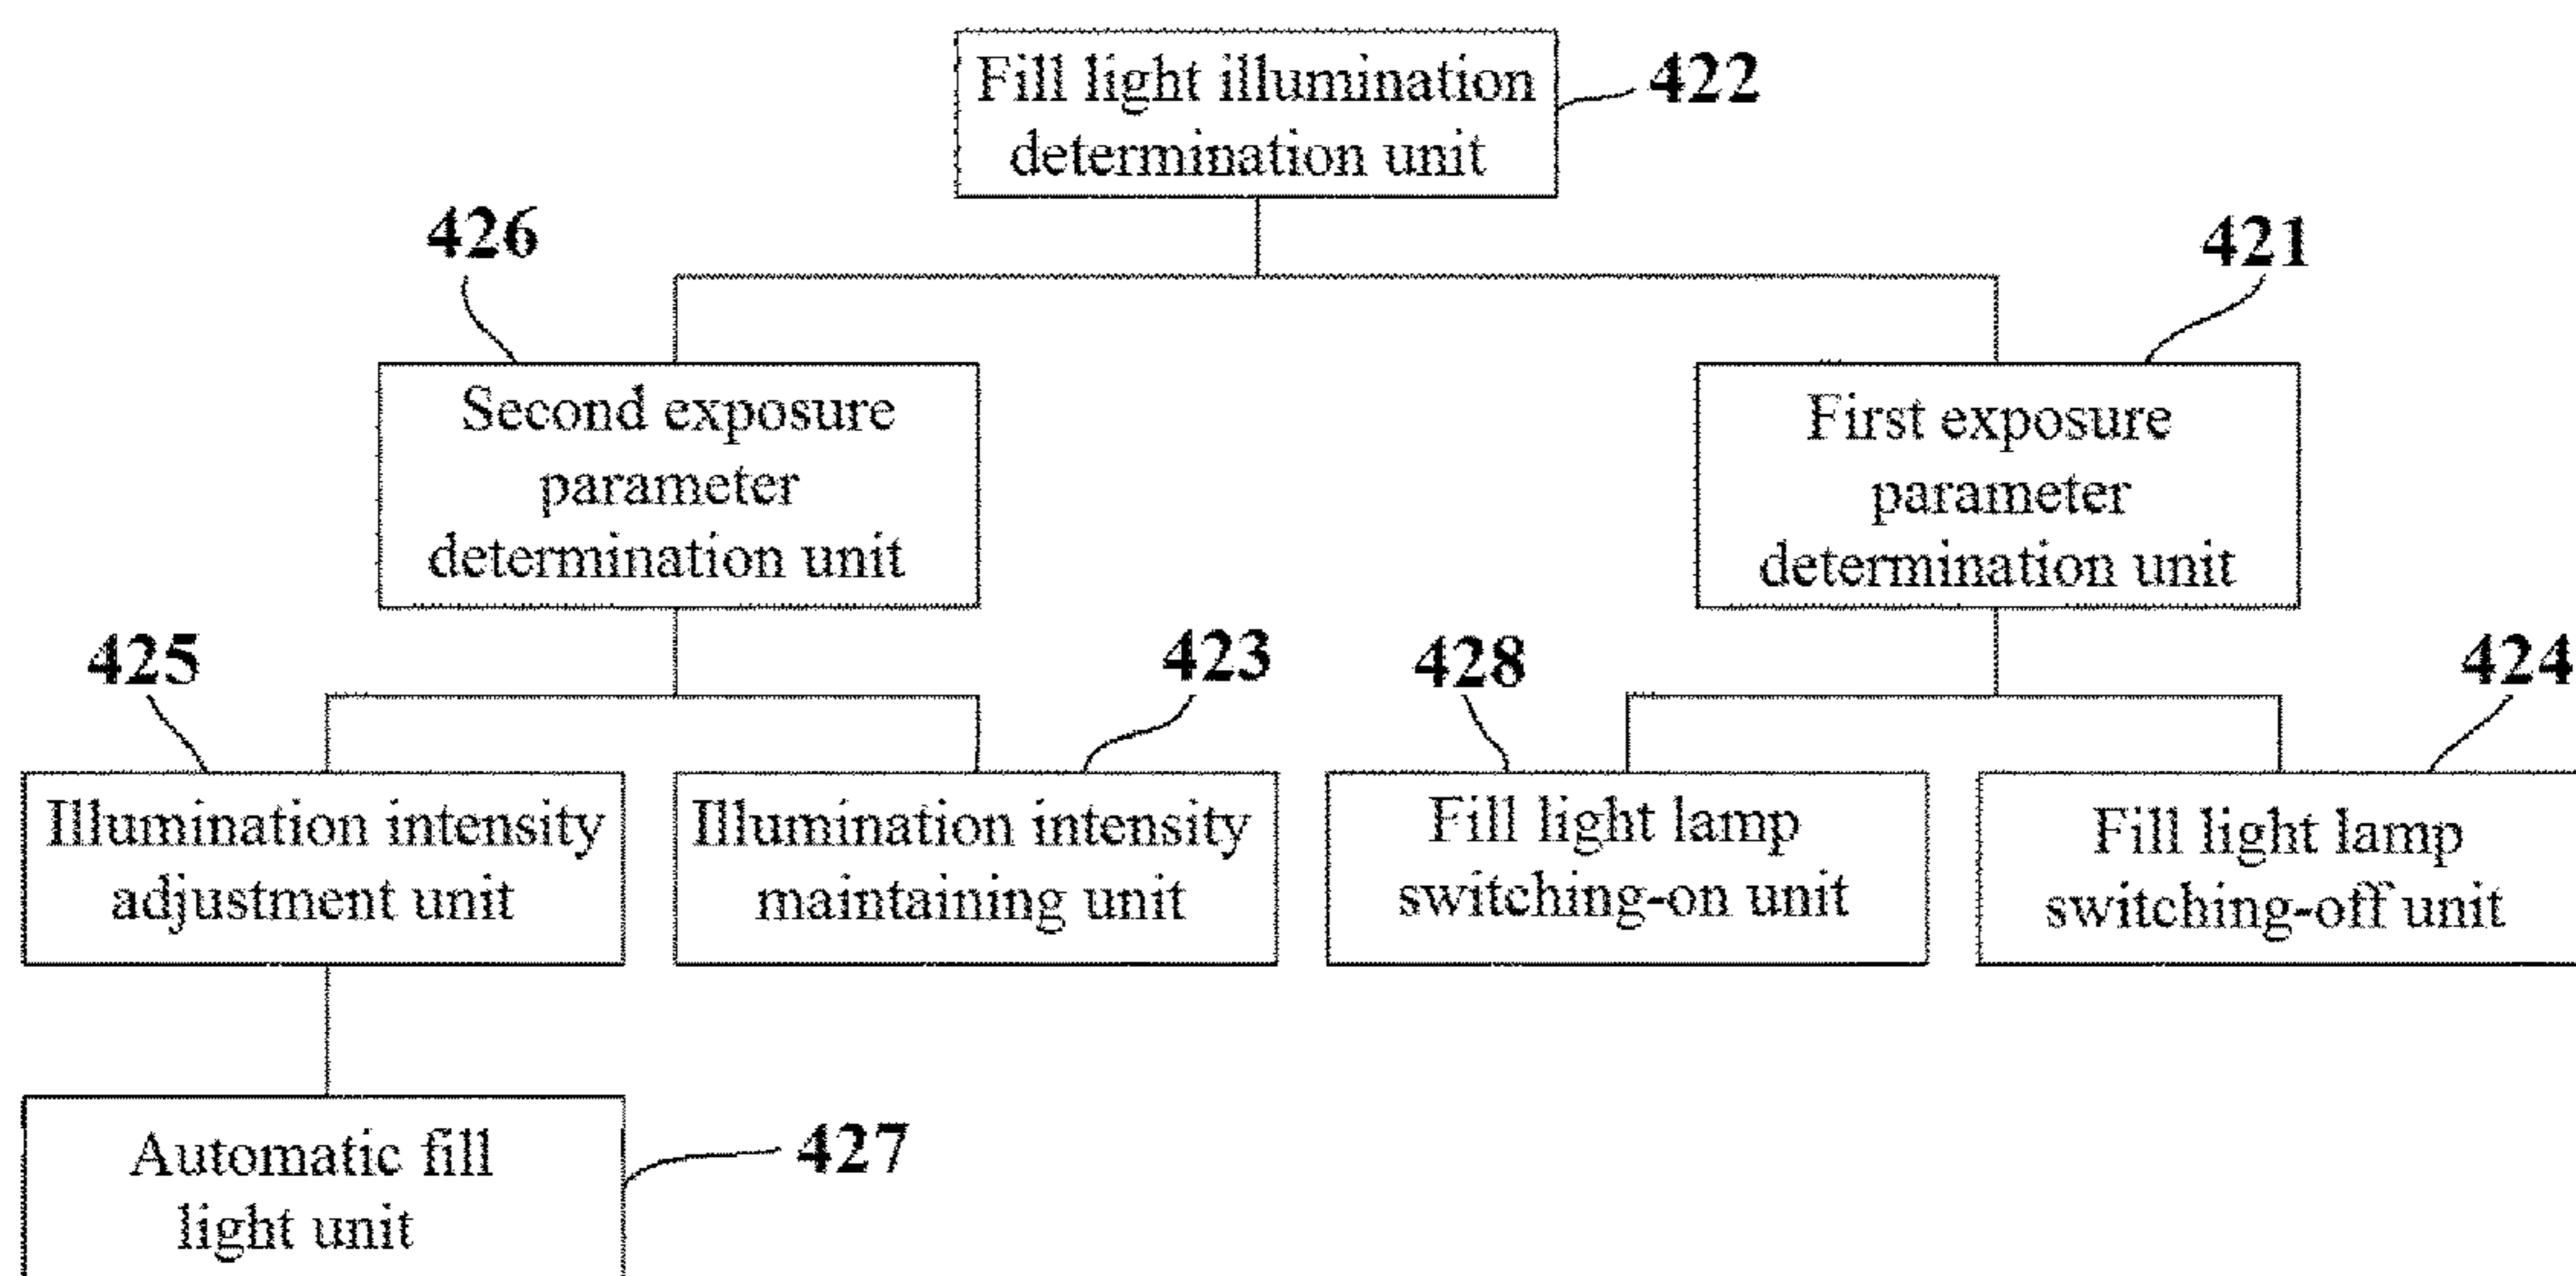 Fill light illumination
determination unit
422
426
421
Second exposure
parameter
determination unit
First exposure
parameter
determination unit
425
423
428
424
Illumination intensity
adjustment unit
Illumination intensity
maintaining unit
Fill light lamp
switching-on unit
Fill light lamp
switching-off unit
Automatic fill
light unit
427